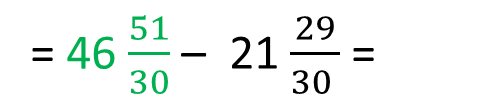 = 46 51/30 – 21 29/30 =